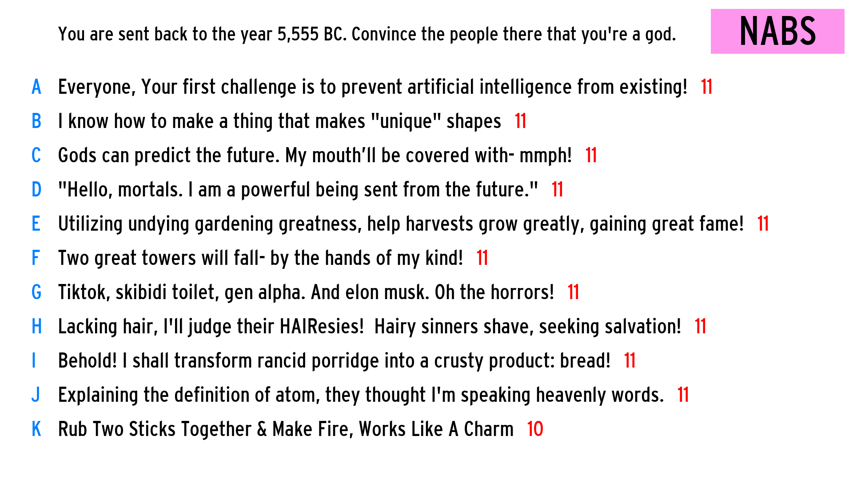 You are sent back to the year 5,555 BC. Convince the people there that you're a god.
NABS
A Everyone, Your first challenge is to prevent artificial intelligence from existing! 11
B I know how to make a thing that makes "unique" shapes 11
C Gods can predict the future. My mouth’ll be covered with- mmph! 11
D "Hello, mortals. I am a powerful being sent from the future." 11
E Utilizing undying gardening greatness, help harvests grow greatly, gaining great fame! 11
F Two great towers will fall- by the hands of my kind! 11
G Tiktok, skibidi toilet, gen alpha. And elon musk. Oh the horrors! 11
H Lacking hair, I'll judge their HAIResies!  Hairy sinners shave, seeking salvation! 11
I Behold! I shall transform rancid porridge into a crusty product: bread! 11
J Explaining the definition of atom, they thought I'm speaking heavenly words. 11
K Rub Two Sticks Together & Make Fire, Works Like A Charm 10